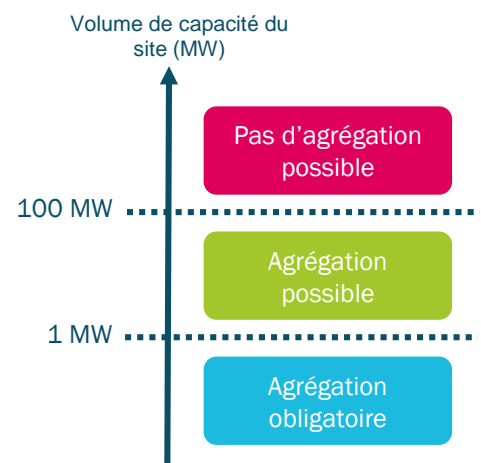 Volume de capacité du
site (MW)
Pas d'agrégation
possible
100 MW
Agrégation
possible
1 MW
Agrégation
obligatoire